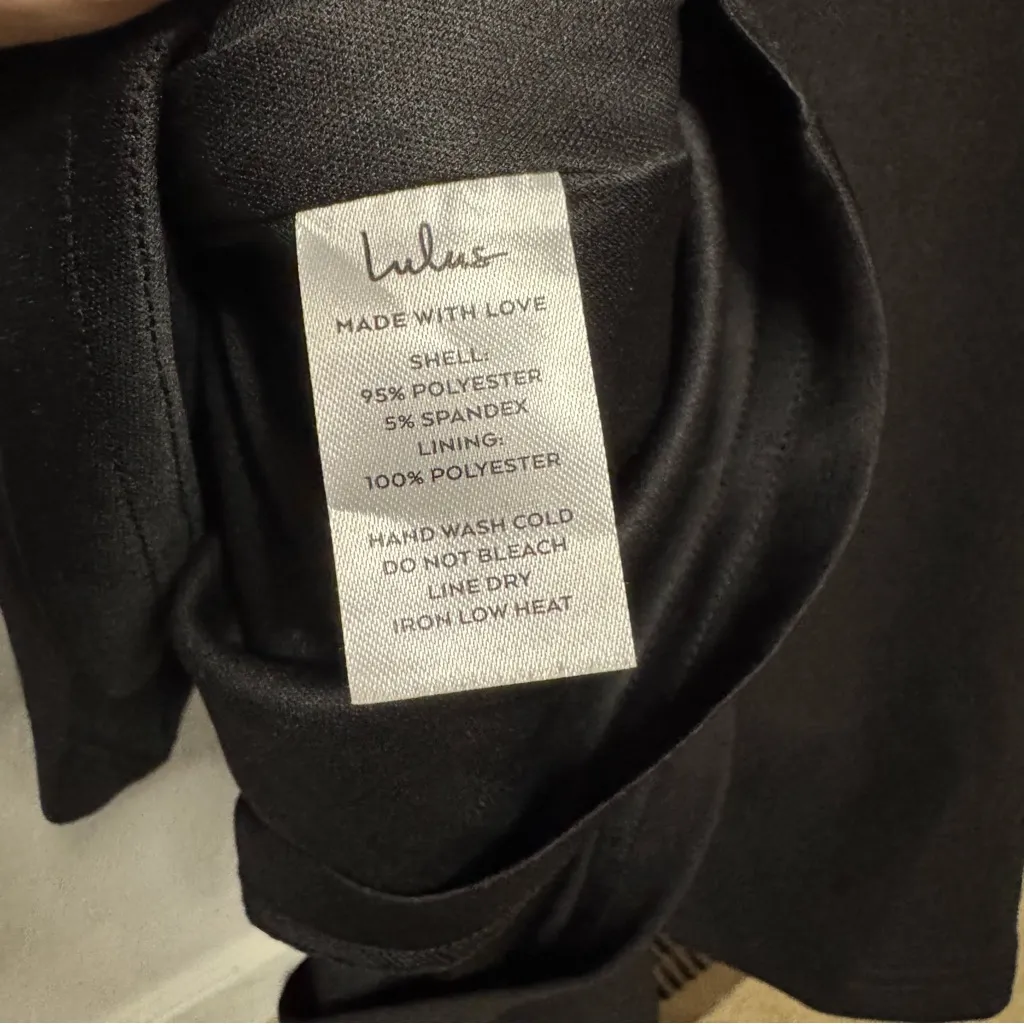 Lulus
MADE WITH LOVE
SHELL:
95% POLYESTER
5% SPANDEX
LINING:
100% POLYESTER
HAND WASH COLD
DO NOT BLEACH
LINE DRY
IRON LOW HEAT